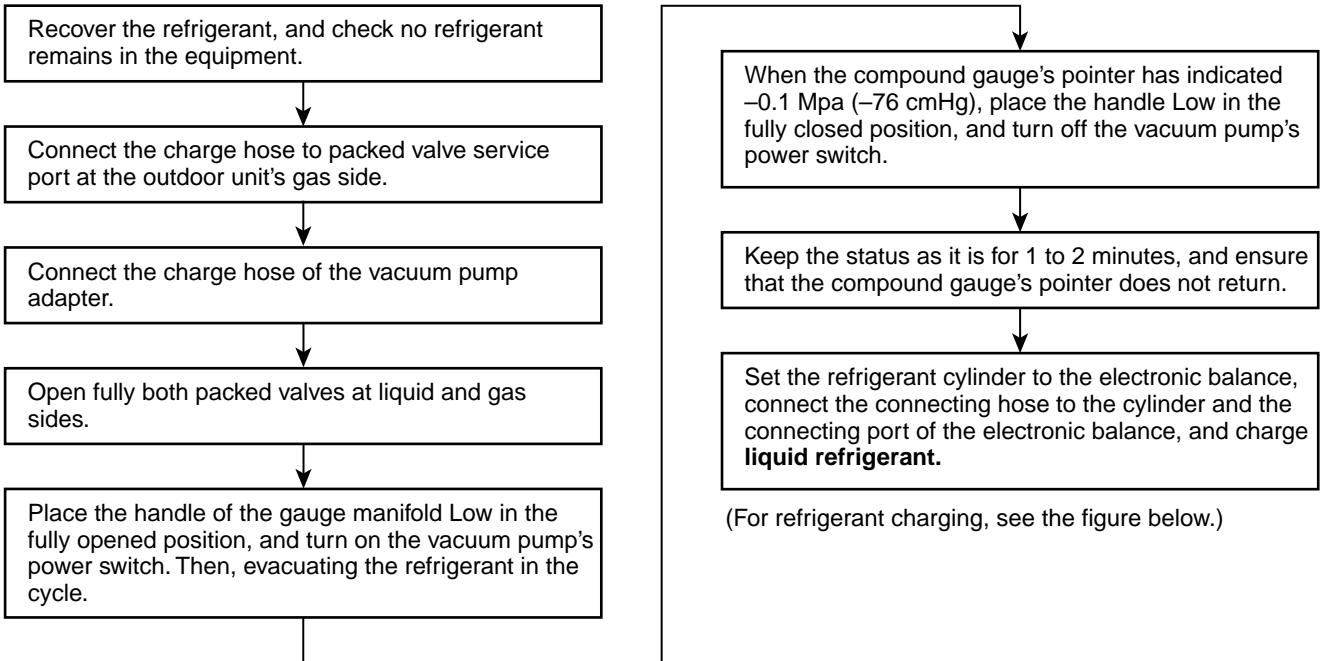 Recover the refrigerant, and check no refrigerant
remains in the equipment.
Connect the charge hose to packed valve service
port at the outdoor unit's gas side.
Connect the charge hose of the vacuum pump
adapter.
Open fully both packed valves at liquid and gas
sides.
Place the handle of the gauge manifold Low in the
fully opened position, and turn on the vacuum pump's
power switch. Then, evacuating the refrigerant in the
cycle.
When the compound gauge's pointer has indicated
–0.1 Mpa (–76 cmHg), place the handle Low in the
fully closed position, and turn off the vacuum pump's
power switch.
Keep the status as it is for 1 to 2 minutes, and ensure
that the compound gauge's pointer does not return.
Set the refrigerant cylinder to the electronic balance,
connect the connecting hose to the cylinder and the
connecting port of the electronic balance, and charge
liquid refrigerant.
(For refrigerant charging, see the figure below.)